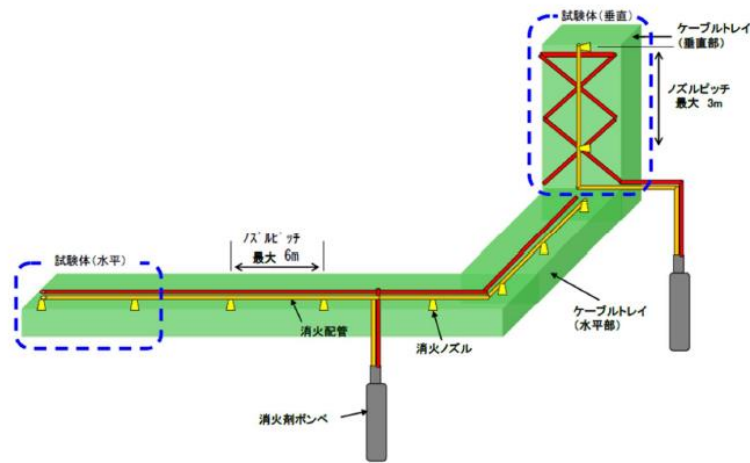 試験体(垂直)
ケーブルトレイ
(垂直部)
ノズルピッチ
最大 3m
ノズルピッチ
最大 6m
試験体(水平)
ケーブルトレイ
(水平部)
消火配管
消火ノズル
消火剤ボンベ